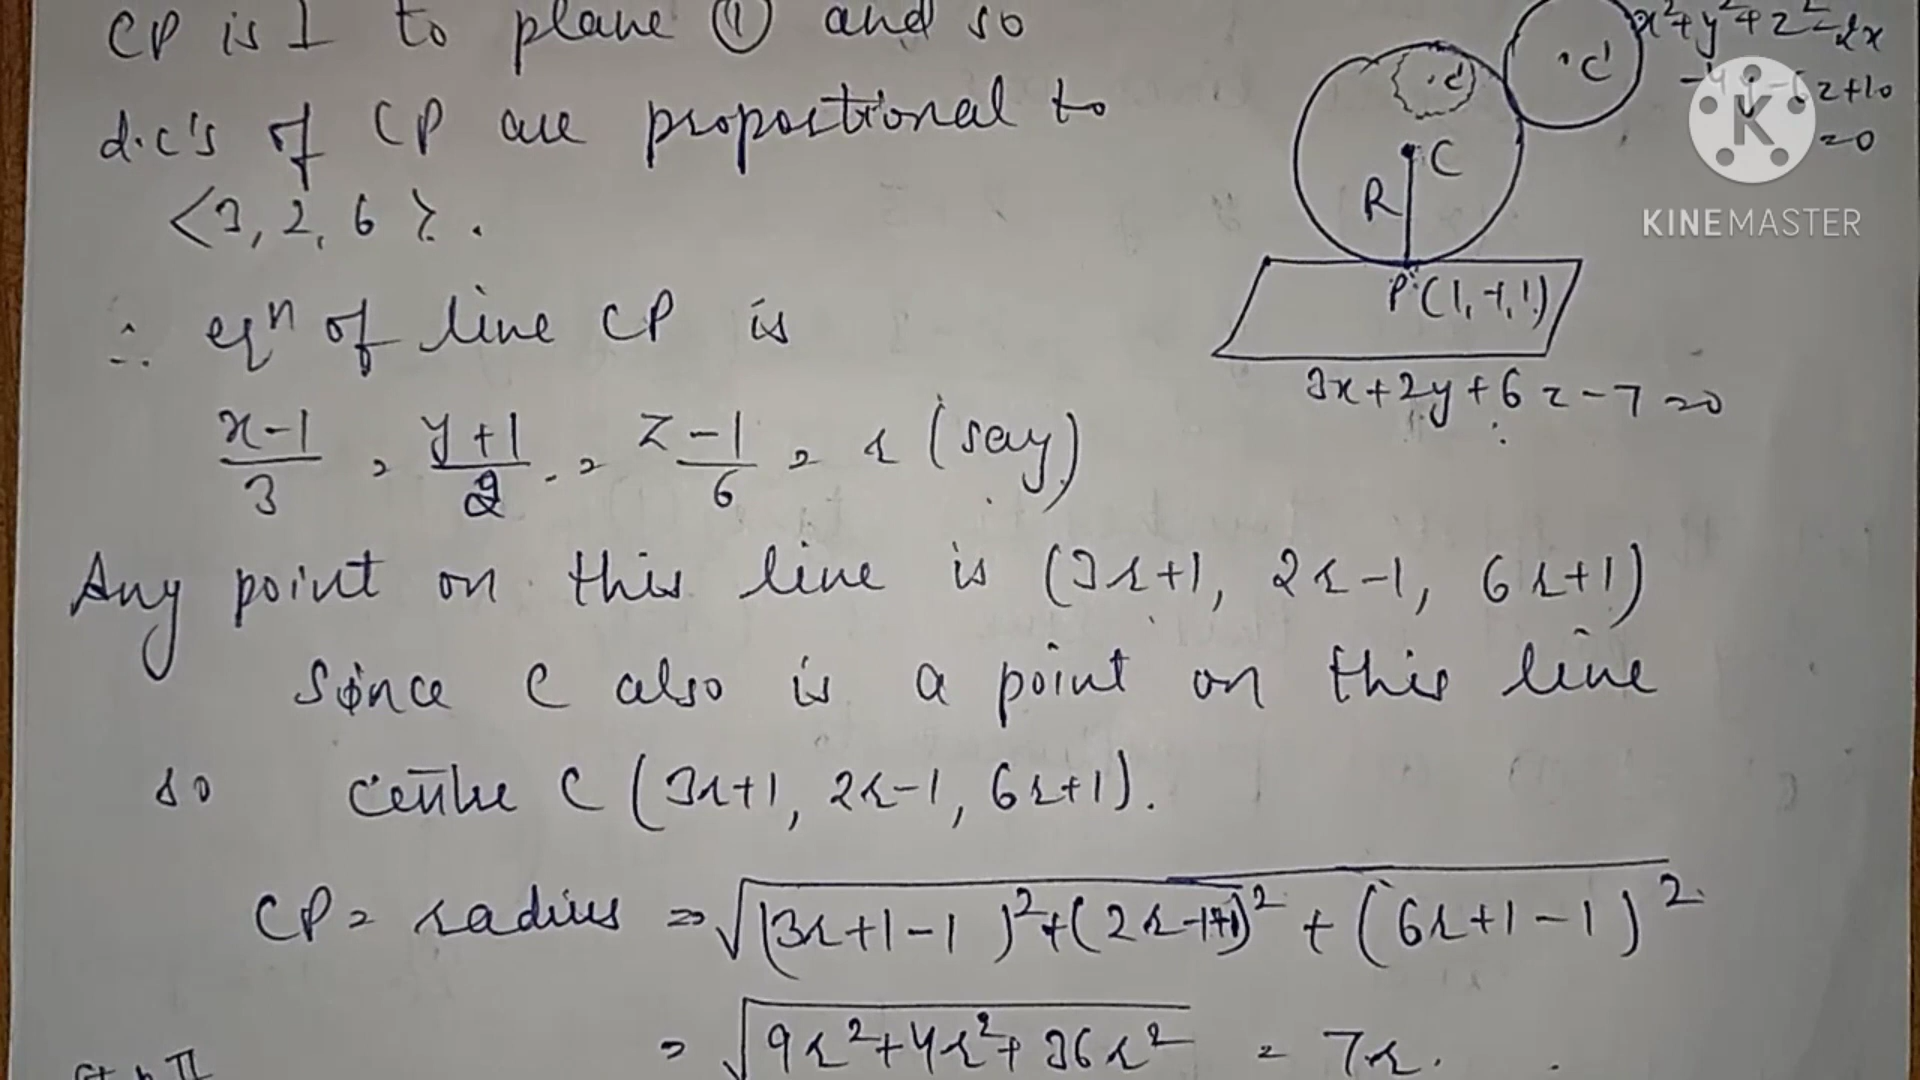 CP is ⊥ to plane ① and so
d.c's of CP are proportional to
<3, 2, 6>.
∴ eqⁿ of line CP is
x-1/3 = y+1/2 = z-1/6 = r (say)
Any point on this line is (3r+1, 2r-1, 6r+1)
Since C also is a point on this line
so centre C (3r+1, 2r-1, 6r+1).
CP = radius = √(3r+1-1)²+(2r-1+1)²+(6r+1-1)²
= √9r²+4r²+36r² = 7r.
x²+y²+z²-2x
6z+10
=0
C'
C'
C
R
P(1,-1,1)
3x+2y+6z-7=0
K
KINEMASTER